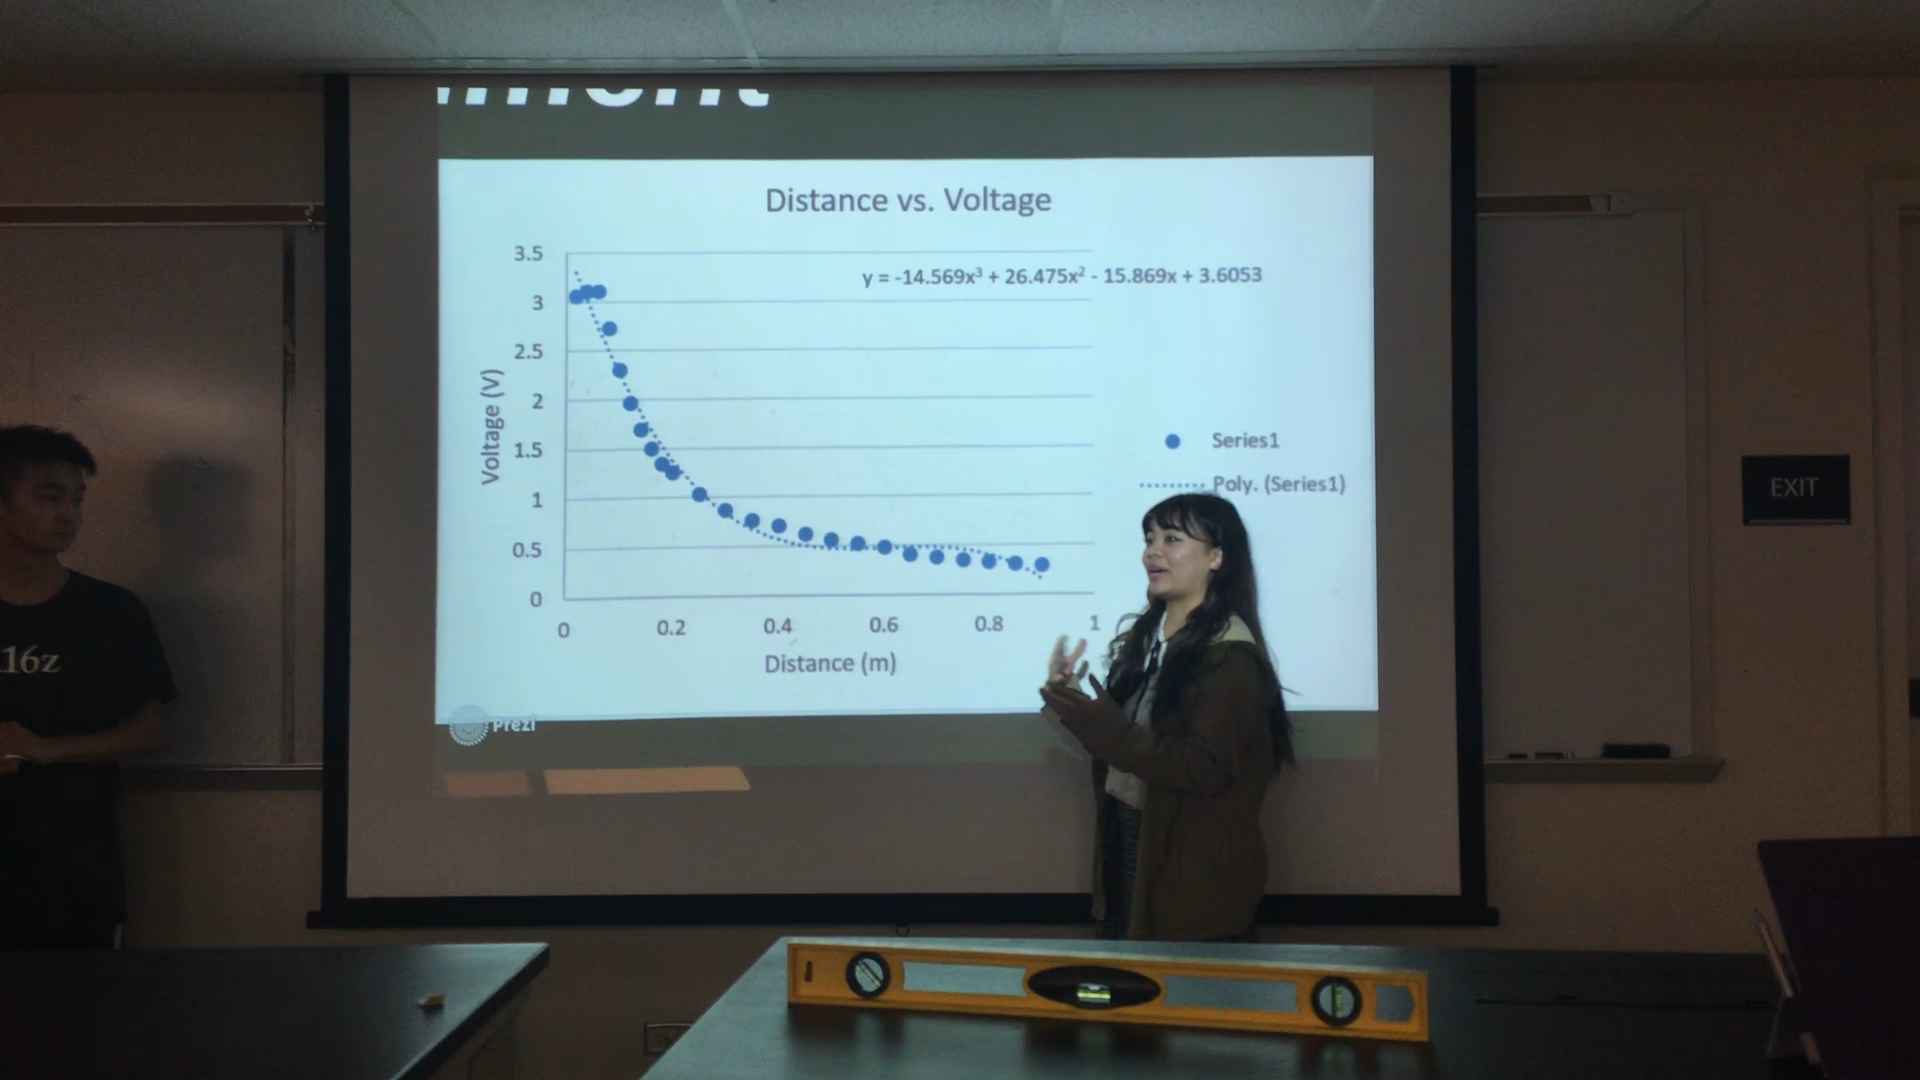 Distance vs. Voltage
y = -14.569x³ + 26.475x² - 15.869x + 3.6053
3.5
3
2.5
2
1.5
1
0.5
0
Voltage (V)
0 0.2 0.4 0.6 0.8 1
Distance (m)
Series1
Poly. (Series1)
Prezi
EXIT
16z